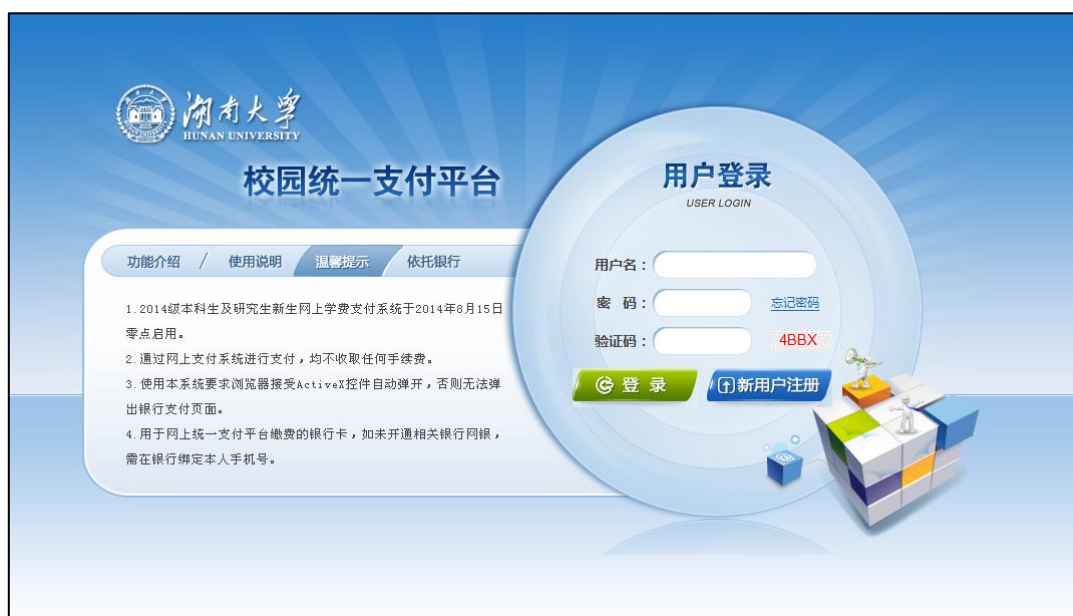 湖南大学
HUNAN UNIVERSITY
校园统一支付平台
功能介绍 / 使用说明 温馨提示 依托银行
1.2014级本科生及研究生新生网上学费支付系统于2014年8月15日
零点启用。
2.通过网上支付系统进行支付，均不收取任何手续费。
3.使用本系统要求浏览器接受ActiveX控件自动弹开，否则无法弹
出银行支付页面。
4.用于网上统一支付平台缴费的银行卡，如未开通相关银行网银，
需在银行绑定本人手机号。
用户登录
USER LOGIN
用户名：
密 码： 忘记密码
验证码： 4BBX
登 录 新用户注册